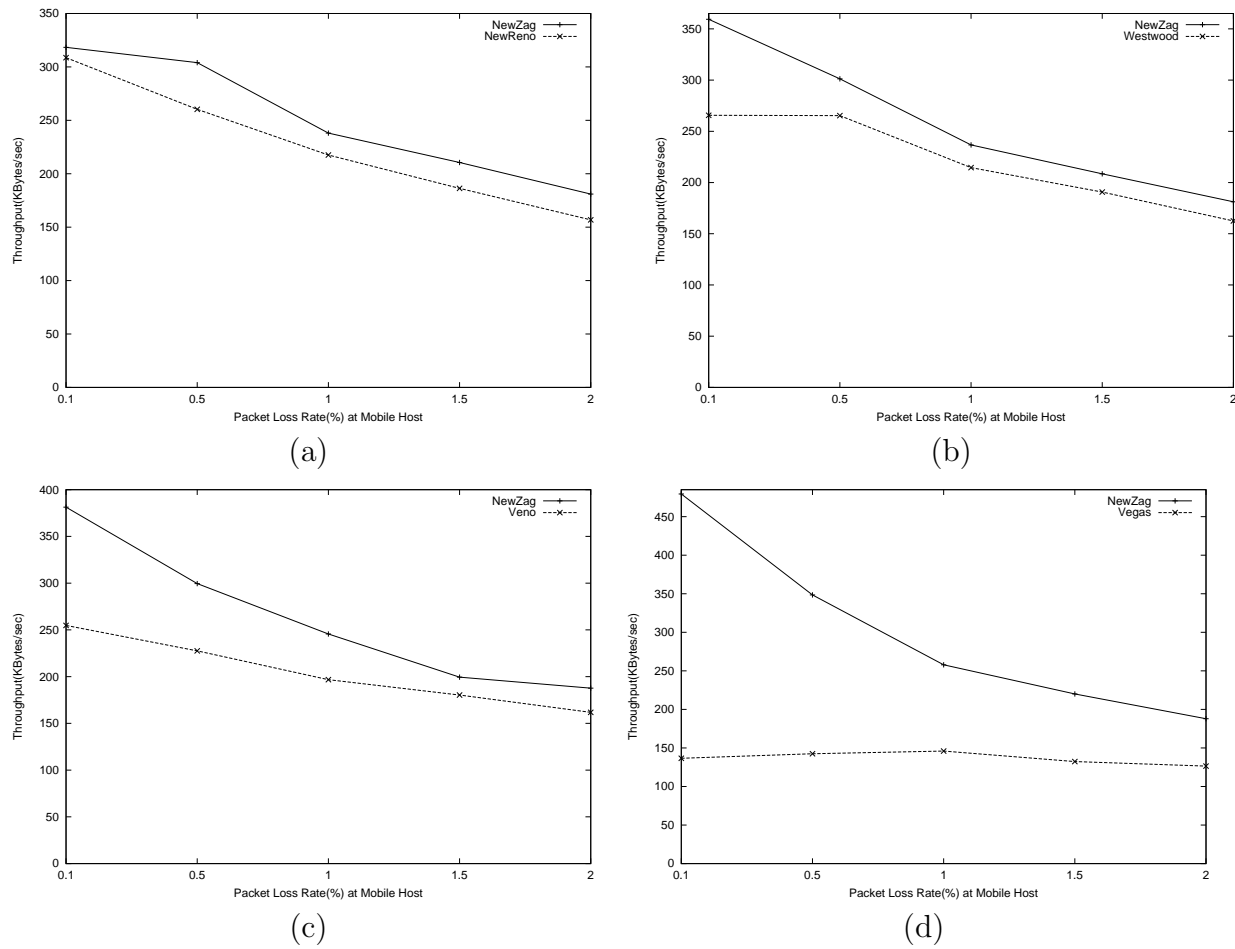 NewZag
NewReno
Throughput(KBytes/sec)
350
300
250
200
150
100
50
0
0.1 0.5 1 1.5 2
Packet Loss Rate(%) at Mobile Host
(a)
NewZag
Westwood
Throughput(KBytes/sec)
350
300
250
200
150
100
50
0
0.1 0.5 1 1.5 2
Packet Loss Rate(%) at Mobile Host
(b)
NewZag
Veno
Throughput(KBytes/sec)
400
350
300
250
200
150
100
50
0
0.1 0.5 1 1.5 2
Packet Loss Rate(%) at Mobile Host
(c)
NewZag
Vegas
Throughput(KBytes/sec)
450
400
350
300
250
200
150
100
50
0
0.1 0.5 1 1.5 2
Packet Loss Rate(%) at Mobile Host
(d)